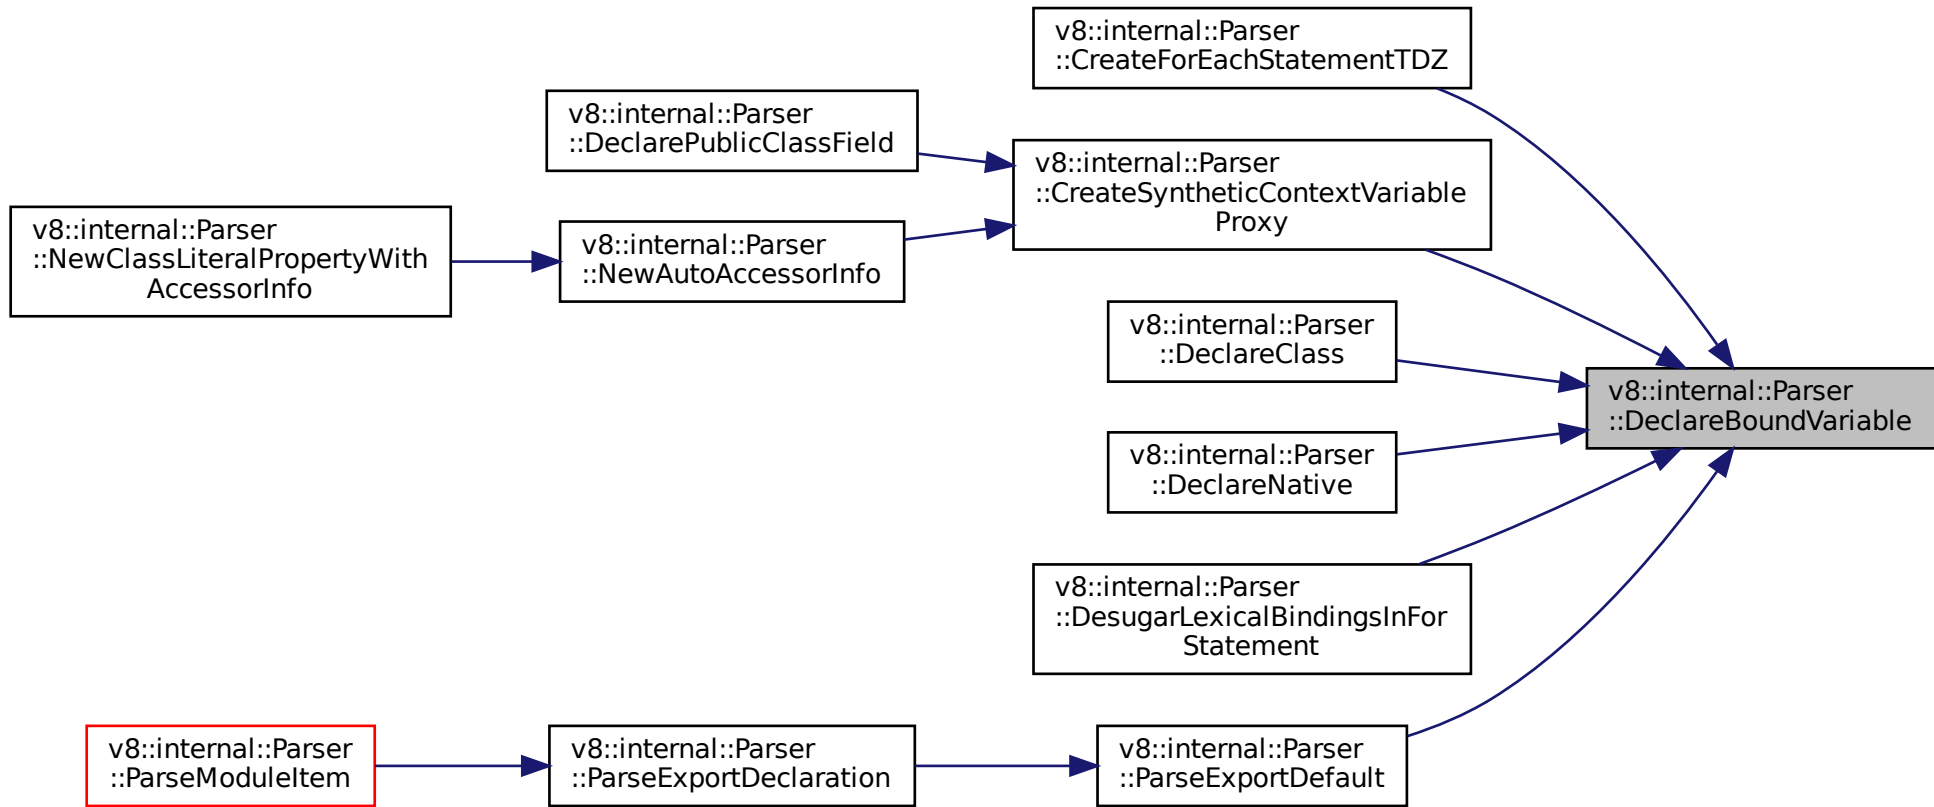 v8::internal::Parser
::CreateForEachStatementTDZ
v8::internal::Parser
::DeclarePublicClassField
v8::internal::Parser
::CreateSyntheticContextVariable
Proxy
v8::internal::Parser
::NewClassLiteralPropertyWith
AccessorInfo
v8::internal::Parser
::NewAutoAccessorInfo
v8::internal::Parser
::DeclareClass
v8::internal::Parser
::DeclareBoundVariable
v8::internal::Parser
::DeclareNative
v8::internal::Parser
::DesugarLexicalBindingsInFor
Statement
v8::internal::Parser
::ParseModuleItem
v8::internal::Parser
::ParseExportDeclaration
v8::internal::Parser
::ParseExportDefault